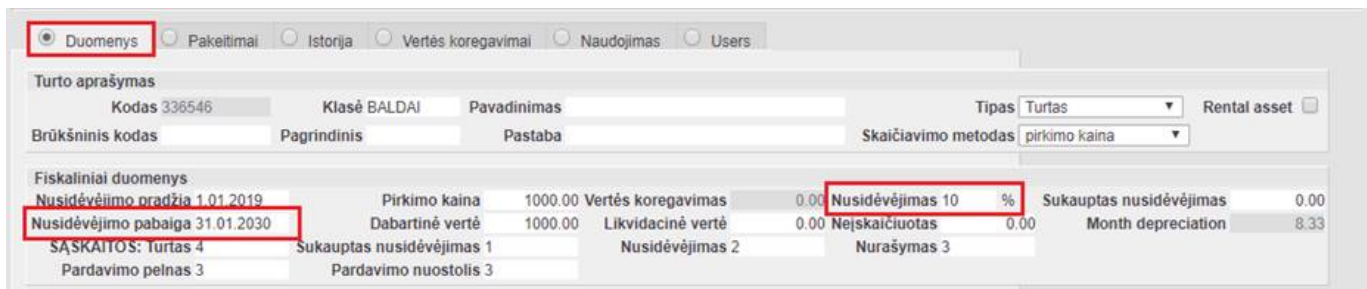 Duomenys Pakeitimai Istorija Vertės koregavimai Naudojimas Users
Turto aprašymas
Kodas 336546 Klasė BALDAI Pavadinimas Tipas Turtas Rental asset
Brūkšninis kodas Pagrindinis Pastaba Skaičiavimo metodas pirkimo kaina
Fiskaliniai duomenys
Nusidėvėjimo pradžia 1.01.2019 Pirkimo kaina 1000.00 Vertės koregavimas 0.00 Nusidėvėjimas 10 % Sukauptas nusidėvėjimas 0.00
Nusidėvėjimo pabaiga 31.01.2030 Dabartinė vertė 1000.00 Likvidacinė vertė 0.00 Neįskaičiuotas 0.00 Month depreciation 8.33
SĄSKAITOS: Turtas 4 Sukauptas nusidėvėjimas 1 Nusidėvėjimas 2 Nurašymas 3
Pardavimo pelnas 3 Pardavimo nuostolis 3